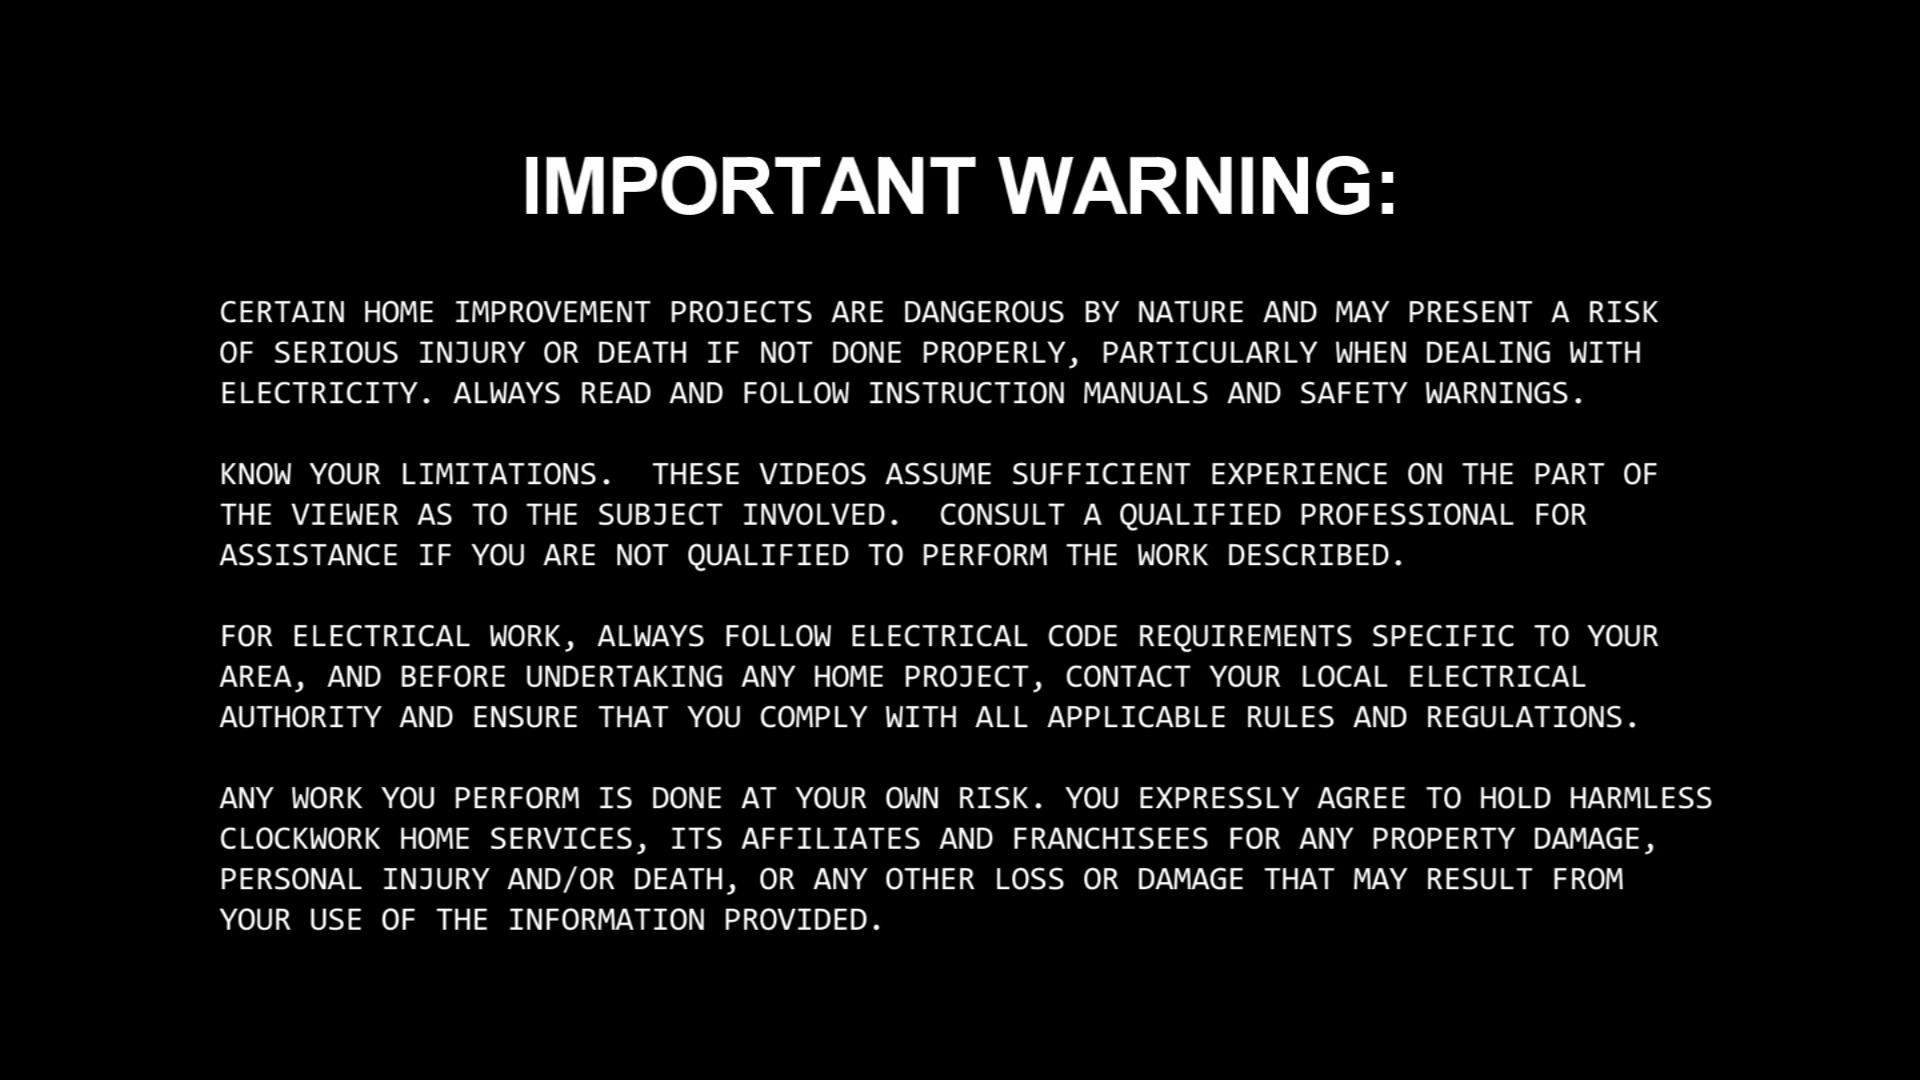 IMPORTANT WARNING:
CERTAIN HOME IMPROVEMENT PROJECTS ARE DANGEROUS BY NATURE AND MAY PRESENT A RISK
OF SERIOUS INJURY OR DEATH IF NOT DONE PROPERLY, PARTICULARLY WHEN DEALING WITH
ELECTRICITY. ALWAYS READ AND FOLLOW INSTRUCTION MANUALS AND SAFETY WARNINGS.
KNOW YOUR LIMITATIONS.  THESE VIDEOS ASSUME SUFFICIENT EXPERIENCE ON THE PART OF
THE VIEWER AS TO THE SUBJECT INVOLVED.  CONSULT A QUALIFIED PROFESSIONAL FOR
ASSISTANCE IF YOU ARE NOT QUALIFIED TO PERFORM THE WORK DESCRIBED.
FOR ELECTRICAL WORK, ALWAYS FOLLOW ELECTRICAL CODE REQUIREMENTS SPECIFIC TO YOUR
AREA, AND BEFORE UNDERTAKING ANY HOME PROJECT, CONTACT YOUR LOCAL ELECTRICAL
AUTHORITY AND ENSURE THAT YOU COMPLY WITH ALL APPLICABLE RULES AND REGULATIONS.
ANY WORK YOU PERFORM IS DONE AT YOUR OWN RISK. YOU EXPRESSLY AGREE TO HOLD HARMLESS
CLOCKWORK HOME SERVICES, ITS AFFILIATES AND FRANCHISEES FOR ANY PROPERTY DAMAGE,
PERSONAL INJURY AND/OR DEATH, OR ANY OTHER LOSS OR DAMAGE THAT MAY RESULT FROM
YOUR USE OF THE INFORMATION PROVIDED.